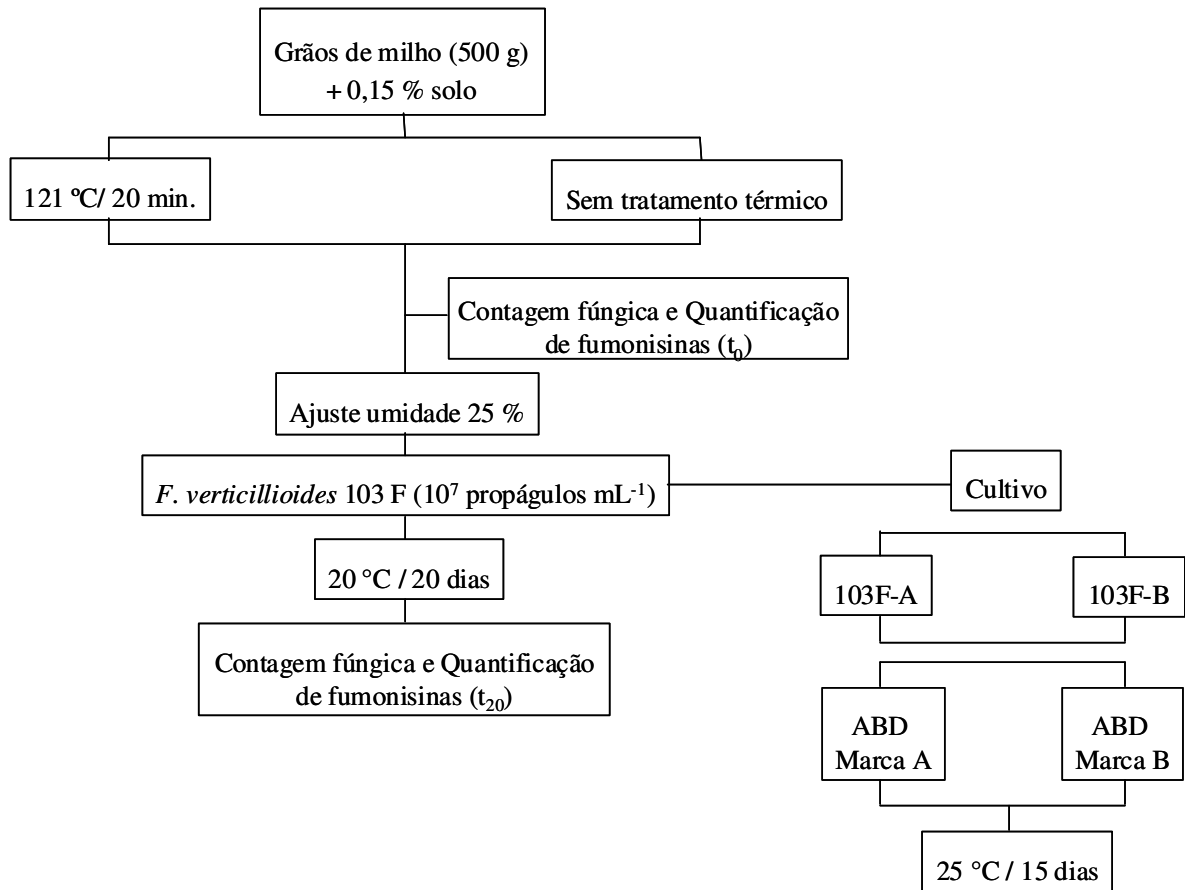 Grãos de milho (500 g)
+ 0,15 % solo
121 ºC/ 20 min.
Sem tratamento térmico
Contagem fúngica e Quantificação
de fumonisinas (t₀)
Ajuste umidade 25 %
F. verticillioides 103 F (10⁷ propágulos mL⁻¹)
Cultivo
20 °C / 20 dias
103F-A
103F-B
Contagem fúngica e Quantificação
de fumonisinas (t₂₀)
ABD
Marca A
ABD
Marca B
25 °C / 15 dias